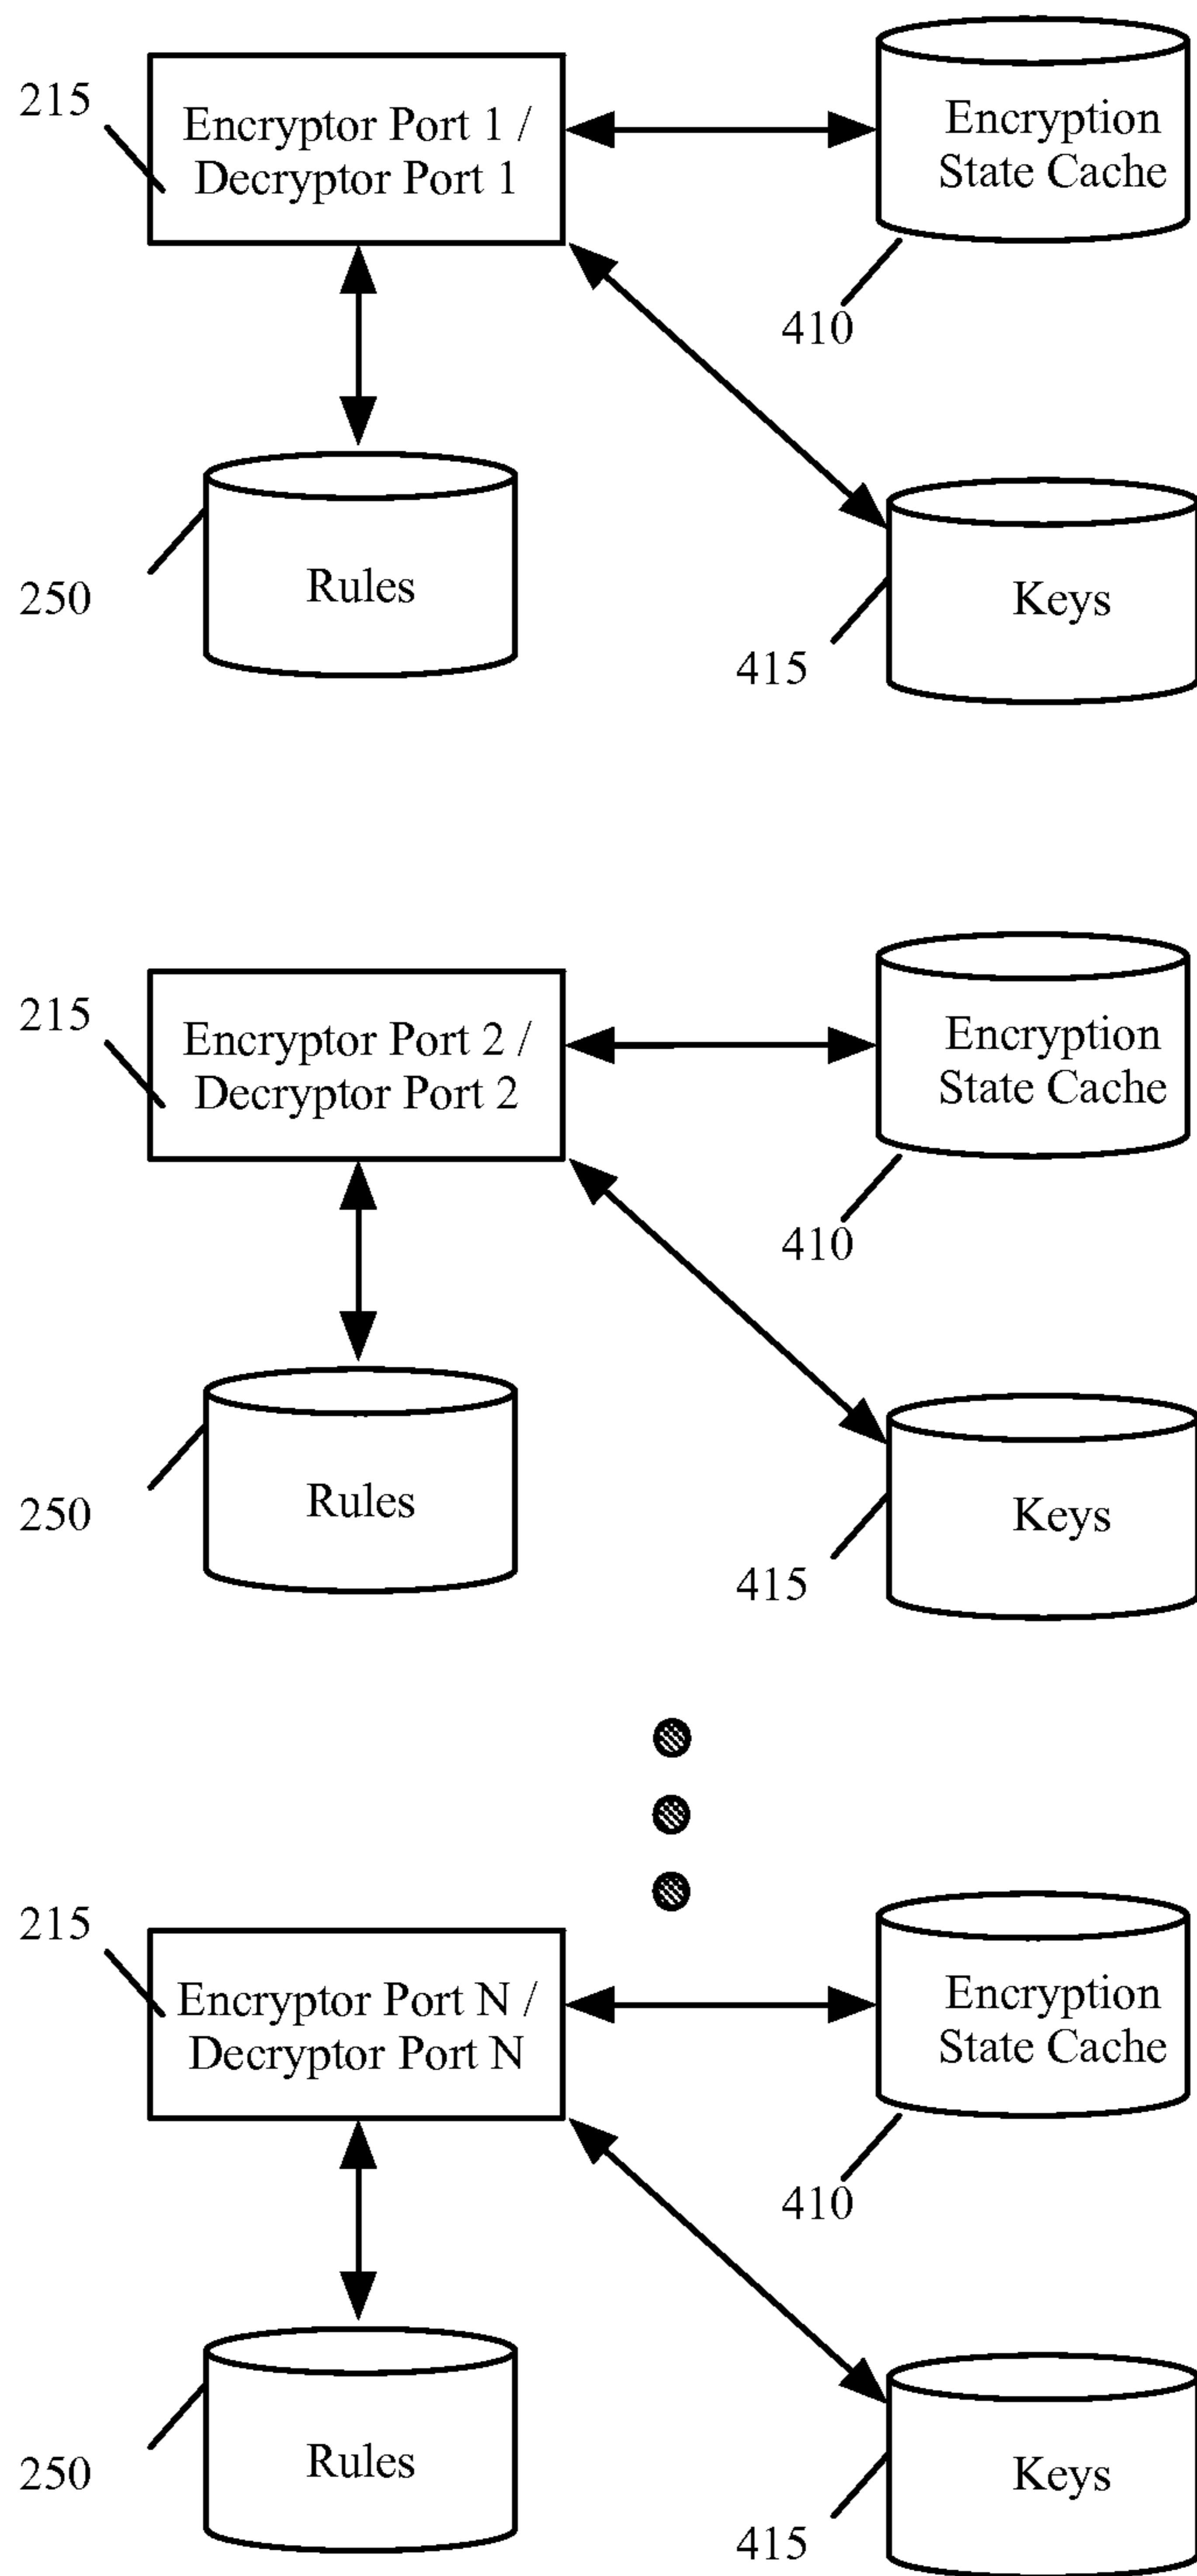 215
Encryptor Port 1 /
Decryptor Port 1
Encryption
State Cache
410
250
Rules
415
Keys
215
Encryptor Port 2 /
Decryptor Port 2
Encryption
State Cache
410
250
Rules
415
Keys
215
Encryptor Port N /
Decryptor Port N
Encryption
State Cache
410
250
Rules
415
Keys